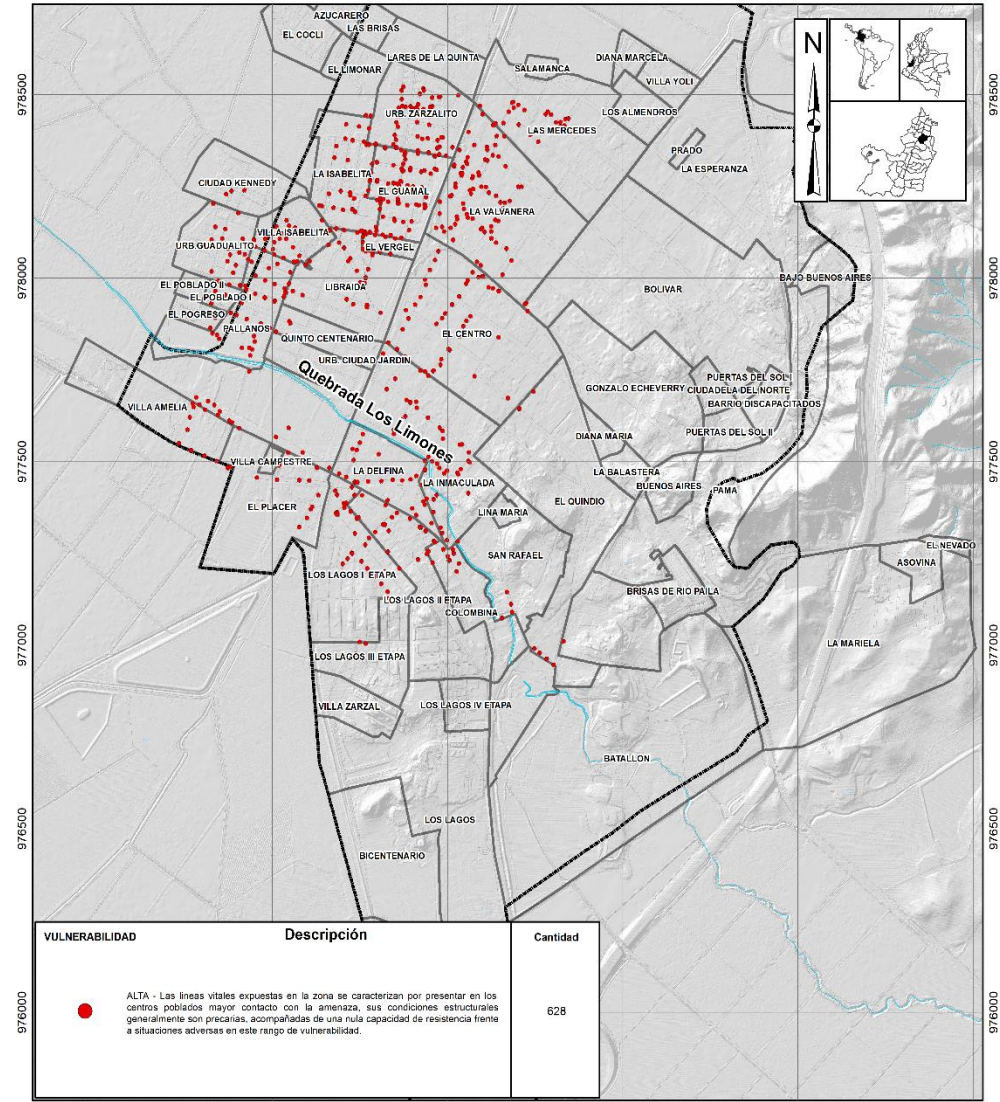 AZUCARERO
LAS BRISAS
EL COCLI
EL LIMONAR
LARES DE LA QUINTA
SALAMANCA
DIANA MARCELA
VILLA YOLI
LOS ALMENDROS
N
978500
978500
URB. ZARZALITO
LAS MERCEDES
PRADO
LA ESPERANZA
LA ISABELITA
CIUDAD KENNEDY
EL GUAMAL
LA VALVANERA
VILLA ISABELITA
URB.GUADUALITO
EL VERGEL
978000
978000
BAJO BUENOS AIRES
EL POBLADO II
EL POBLADO I
EL POGRESO
LIBRAIDA
BOLIVAR
PALLANOS
QUINTO CENTENARIO
EL CENTRO
URB. CIUDAD JARDIN
Quebrada Los Limones
GONZALO ECHEVERRY
PUERTAS DEL SOL
CIUDADELA DEL NORTE
BARRIO DISCAPACITADOS
VILLA AMELIA
DIANA MARIA
PUERTAS DEL SOL II
977500
977500
VILLA CAMPESTRE
LA DELFINA
LA INMACULADA
LA BALASTERA
BUENOS AIRES
PAMA
EL PLACER
LINA MARIA
EL QUINDIO
SAN RAFAEL
EL NEVADO
ASOVINA
LOS LAGOS I ETAPA
LOS LAGOS II ETAPA
COLOMBINA
BRISAS DE RIO PAILA
977000
977000
LOS LAGOS III ETAPA
LA MARIELA
VILLA ZARZAL
LOS LAGOS IV ETAPA
BATALLON
976500
976500
LOS LAGOS
BICENTENARIO
VULNERABILIDAD
Descripción
Cantidad
ALTA - Las lineas vitales expuestas en la zona se caracterizan por presentar en los
centros poblados mayor contacto con la amenaza, sus condiciones estructurales
generalmente son precarias, acompañadas de una nula capacidad de resistencia frente
a situaciones adversas en este rango de vulnerabilidad.
628
976000
976000